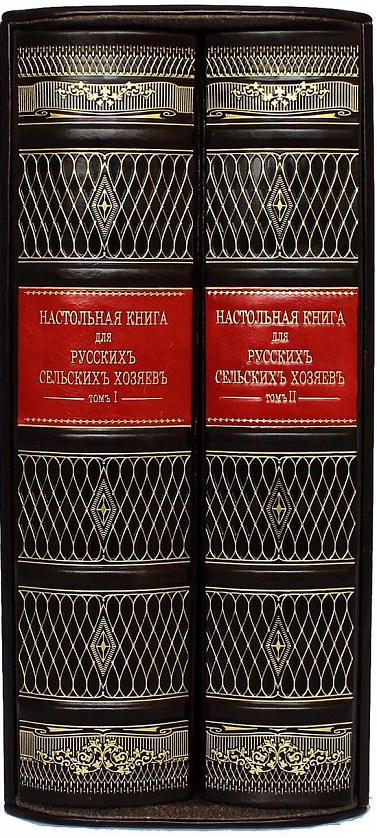 НАСТОЛЬНАЯ КНИГА
для
РУССКИХЪ
СЕЛЬСКИХЪ ХОЗЯЕВЪ
томъ I
НАСТОЛЬНАЯ КНИГА
для
РУССКИХЪ
СЕЛЬСКИХЪ ХОЗЯЕВЪ
томъ II